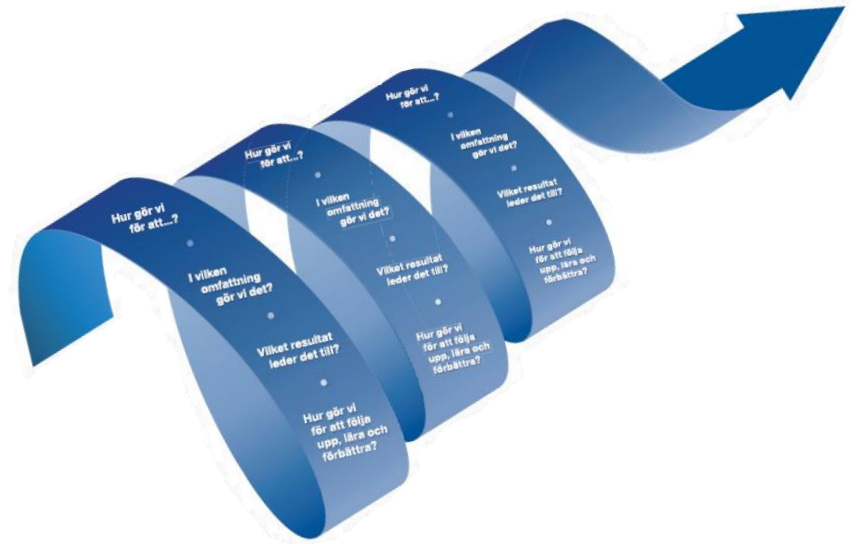 Hur gör vi
för att...?
I vilken
omfattning
gör vi det?
Vilket resultat
leder det till?
Hur gör vi
för att följa
upp, lära och
förbättra?
Hur gör vi
för att...?
I vilken
omfattning
gör vi det?
Vilket resultat
leder det till?
Hur gör vi
för att följa
upp, lära och
förbättra?
Hur gör vi
för att...?
I vilken
omfattning
gör vi det?
Vilket resultat
leder det till?
Hur gör vi
för att följa
upp, lära och
förbättra?